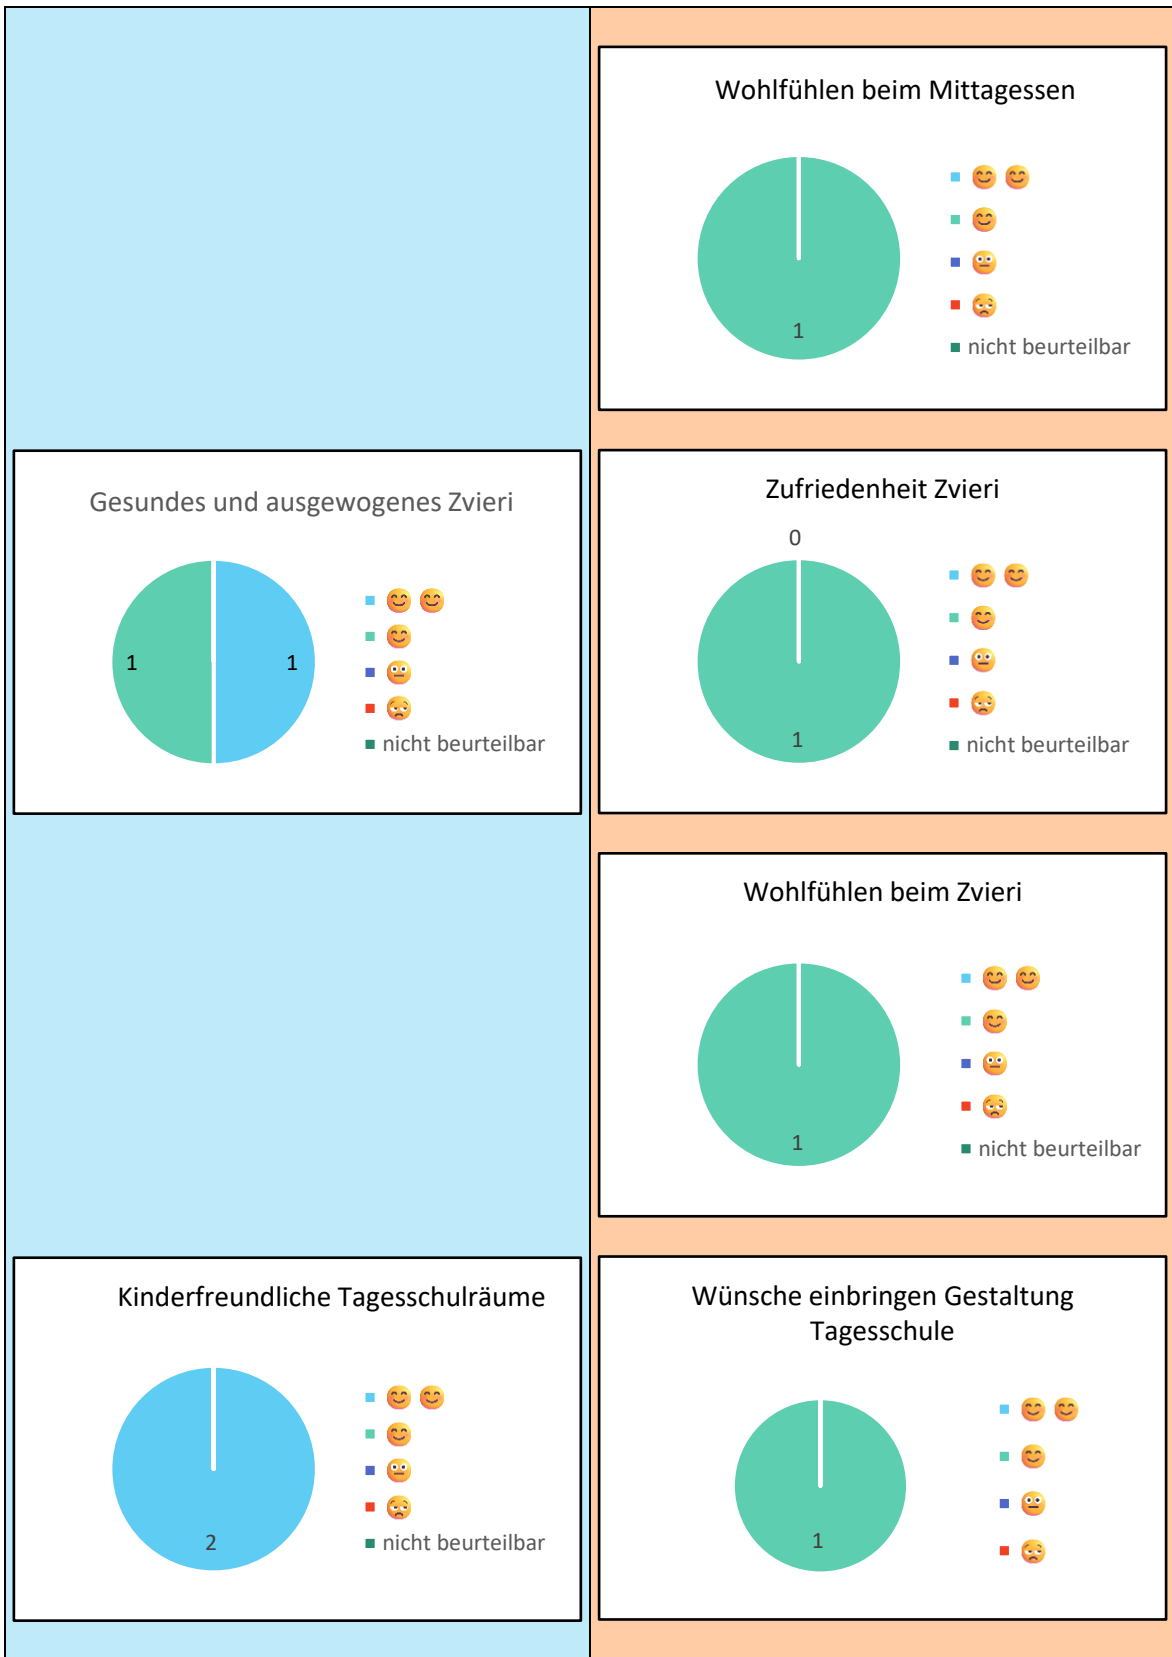 Wohlfühlen beim Mittagessen
1
nicht beurteilbar
Gesundes und ausgewogenes Zvieri
1
1
nicht beurteilbar
Zufriedenheit Zvieri
0
1
nicht beurteilbar
Wohlfühlen beim Zvieri
1
nicht beurteilbar
Kinderfreundliche Tagesschulräume
2
nicht beurteilbar
Wünsche einbringen Gestaltung
Tagesschule
1